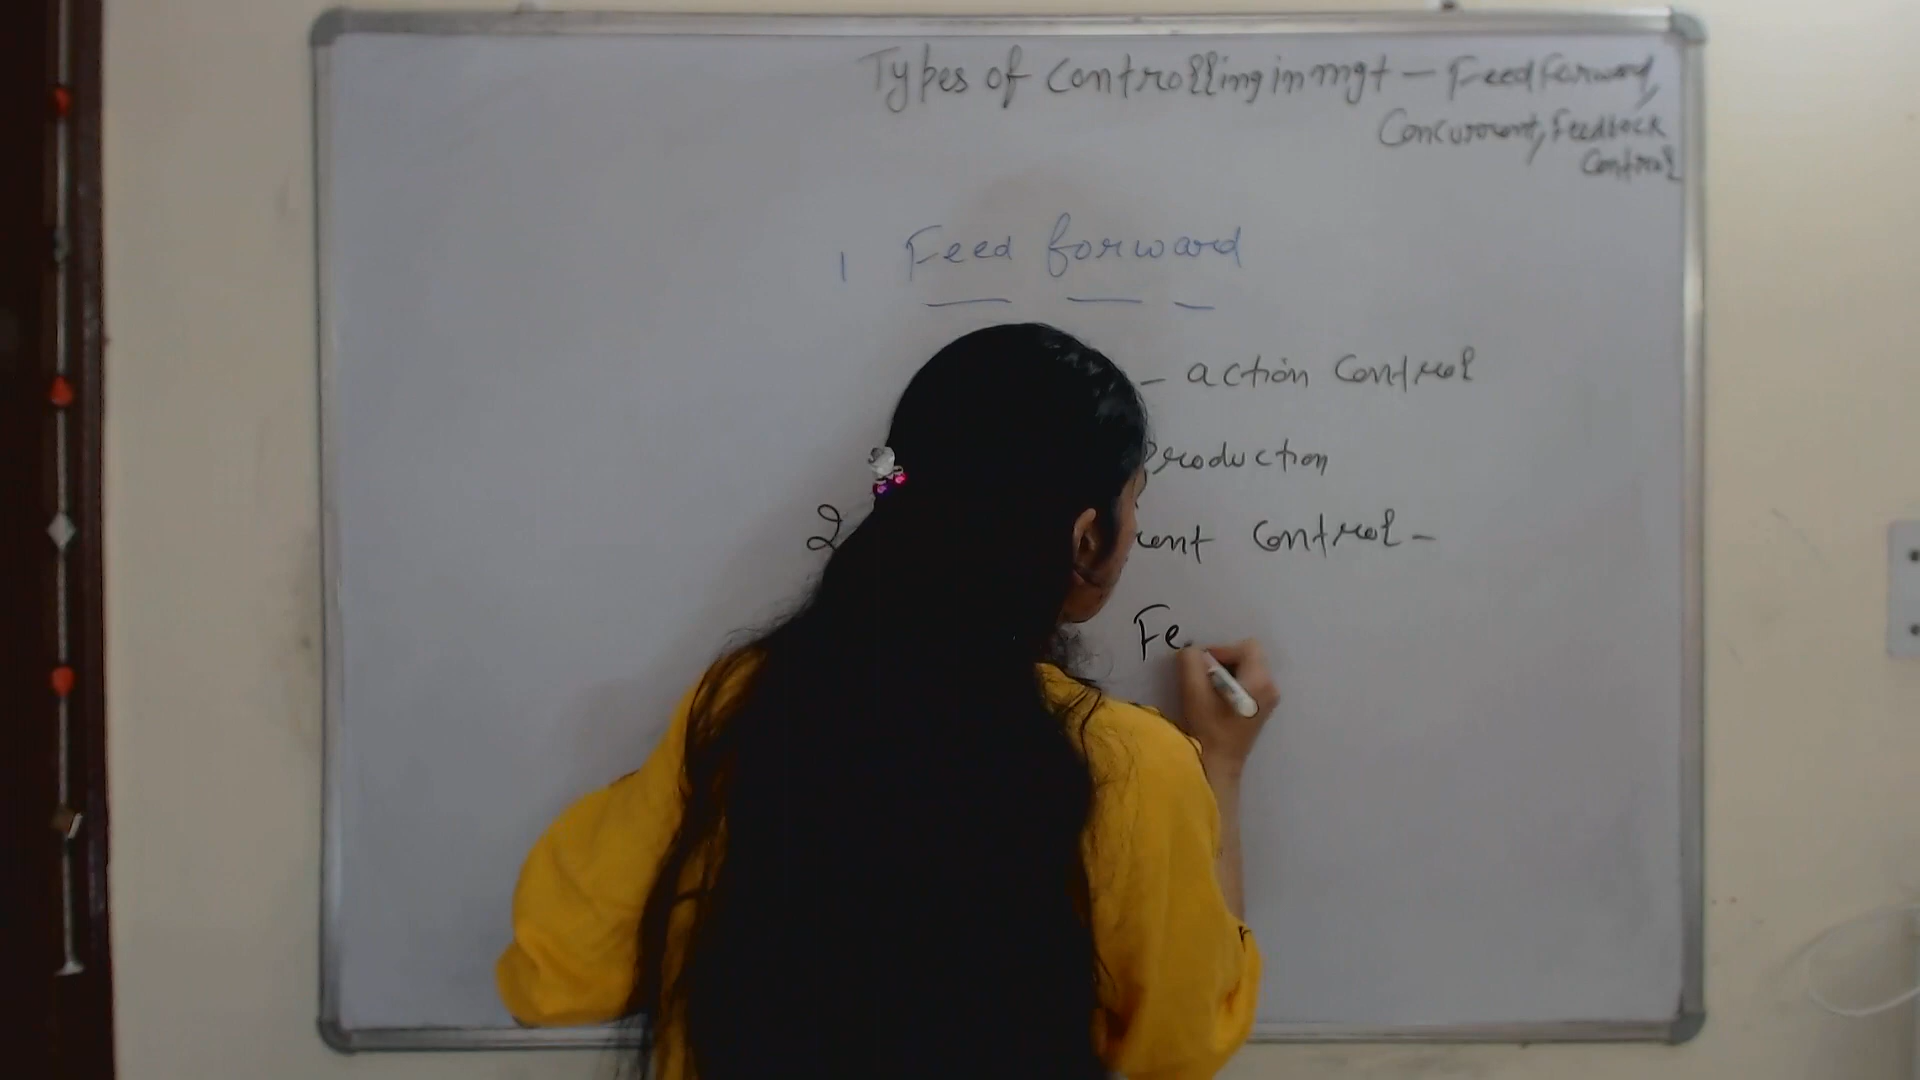 Types of Controlling in mgt - Feed Forward,
Concurrent, Feedback
Control
1 Feed forward
- action Control
Production
2 rent Control -
Fe